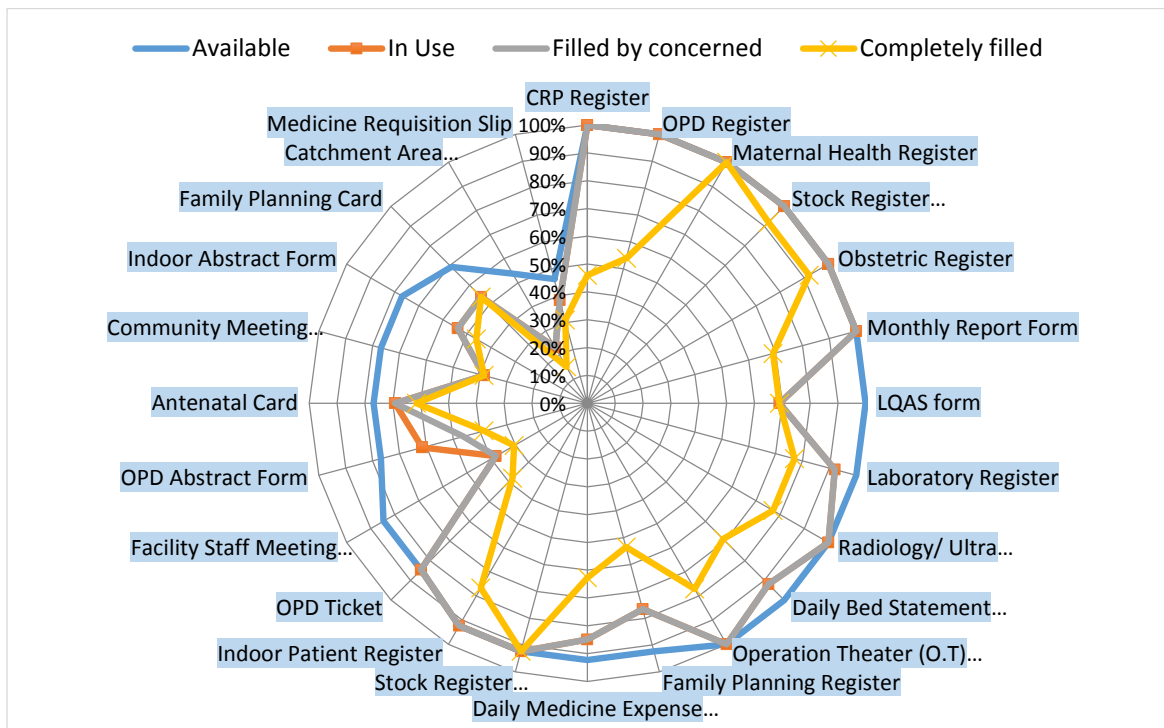 Available In Use Filled by concerned Completely filled
CRP Register
OPD Register
Maternal Health Register
Stock Register...
Obstetric Register
Monthly Report Form
LQAS form
Laboratory Register
Radiology/ Ultra...
Daily Bed Statement...
Operation Theater (O.T)...
Family Planning Register
Daily Medicine Expense...
Stock Register...
Indoor Patient Register
OPD Ticket
Facility Staff Meeting...
OPD Abstract Form
Antenatal Card
Community Meeting...
Indoor Abstract Form
Family Planning Card
Catchment Area...
Medicine Requisition Slip
100%
90%
80%
70%
60%
50%
40%
30%
20%
10%
0%